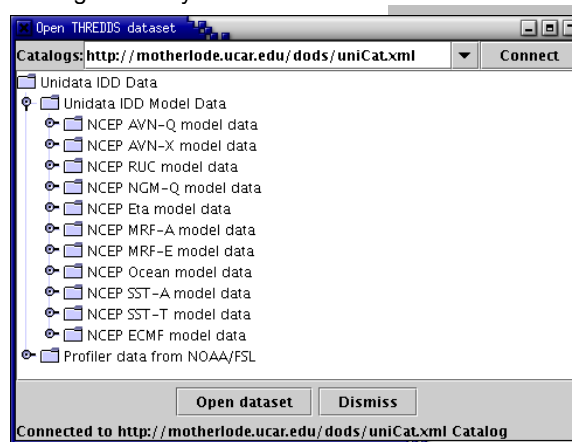 Open THREDDS dataset
Catalogs: http://motherlode.ucar.edu/dods/uniCat.xml Connect
Unidata IDD Data
Unidata IDD Model Data
NCEP AVN-Q model data
NCEP AVN-X model data
NCEP RUC model data
NCEP NGM-Q model data
NCEP Eta model data
NCEP MRF-A model data
NCEP MRF-E model data
NCEP Ocean model data
NCEP SST-A model data
NCEP SST-T model data
NCEP ECMF model data
Profiler data from NOAA/FSL
Open dataset Dismiss
Connected to http://motherlode.ucar.edu/dods/uniCat.xml Catalog